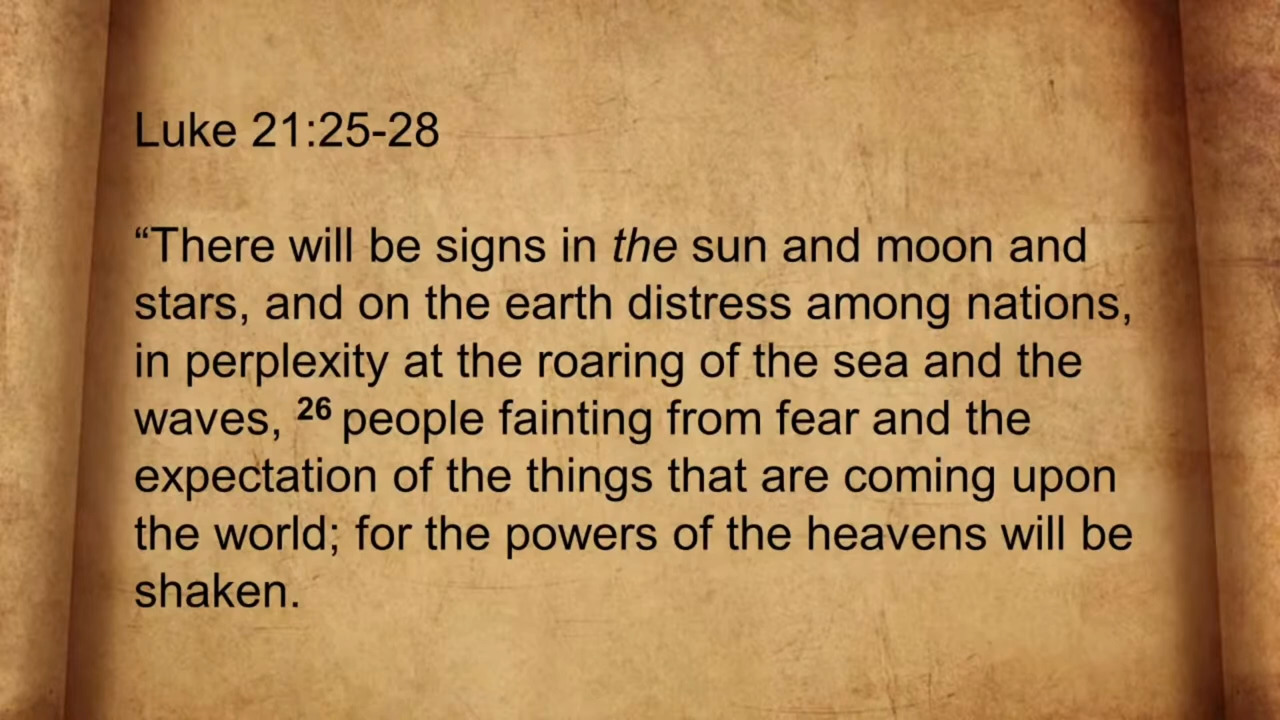 Luke 21:25-28
“There will be signs in the sun and moon and
stars, and on the earth distress among nations,
in perplexity at the roaring of the sea and the
waves, 26 people fainting from fear and the
expectation of the things that are coming upon
the world; for the powers of the heavens will be
shaken.